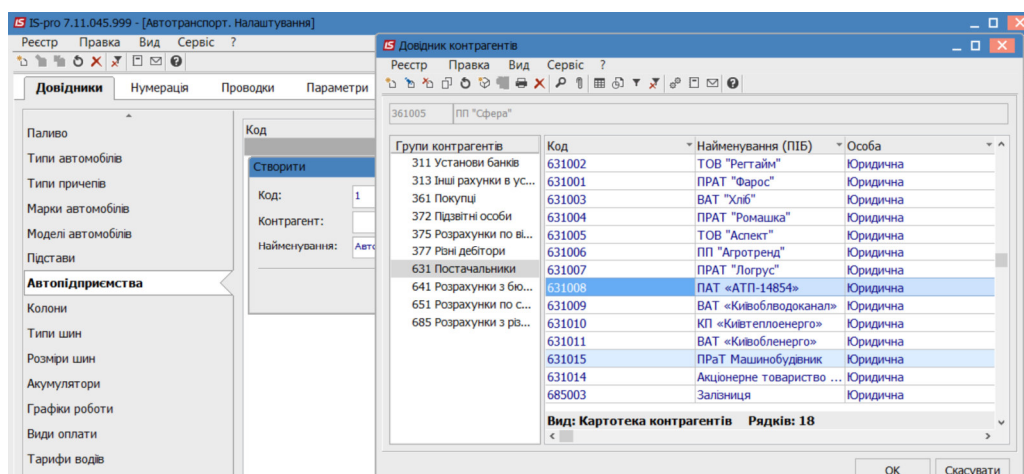 IS-pro 7.11.045.999 - [Автотранспорт. Налаштування]
Реєстр Правка Вид Сервіс ?
Довідники Нумерація Проводки Параметри
Паливо
Типи автомобілів
Типи причепів
Марки автомобілів
Моделі автомобілів
Підстави
Автопідприємства
Колони
Типи шин
Розміри шин
Акумулятори
Графіки роботи
Види оплати
Тарифи водіїв
Код
Створити
Код: 1
Контрагент:
Найменування: Авто
Довідник контрагентів
Реєстр Правка Вид Сервіс ?
361005 ПП "Сфера"
Групи контрагентів
311 Установи банків
313 Інші рахунки в ус...
361 Покупці
372 Підзвітні особи
375 Розрахунки по ві...
377 Різні дебітори
631 Постачальники
641 Розрахунки з бю...
651 Розрахунки по с...
685 Розрахунки з різ...
Код Найменування (ПІБ) Особа
631002 ТОВ "Регтайм" Юридична
631001 ПРАТ "Фарос" Юридична
631003 ВАТ "Хліб" Юридична
631004 ПРАТ "Ромашка" Юридична
631005 ТОВ "Аспект" Юридична
631006 ПП "Агротренд" Юридична
631007 ПРАТ "Логрус" Юридична
631008 ПАТ «АТП-14854» Юридична
631009 ВАТ «Київоблводоканал» Юридична
631010 КП «Київтеплоенерго» Юридична
631011 ВАТ «Київобленерго» Юридична
631015 ПРаТ Машинобудівник Юридична
631014 Акціонерне товариство ... Юридична
685003 Залізниця Юридична
Вид: Картотека контрагентів Рядків: 18
OK Скасувати